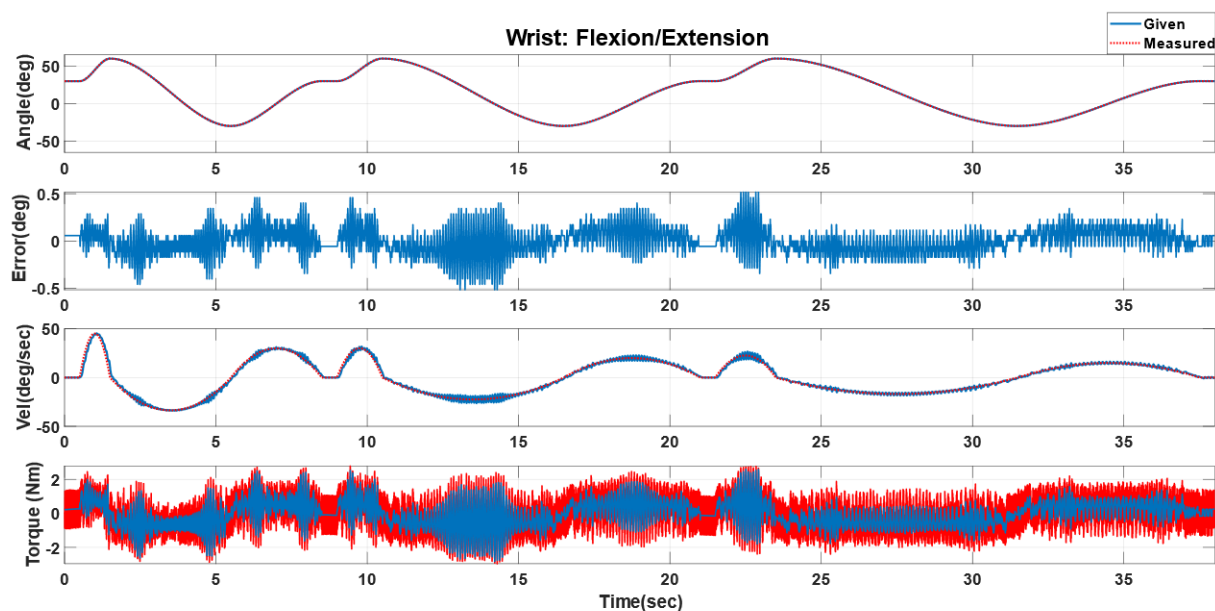 Given
Measured
Wrist: Flexion/Extension
Angle(deg)
50
0
-50
0 5 10 15 20 25 30 35
Error(deg)
0.5
0
-0.5
0 5 10 15 20 25 30 35
Vel(deg/sec)
50
0
-50
0 5 10 15 20 25 30 35
Torque (Nm)
2
0
-2
0 5 10 15 20 25 30 35
Time(sec)